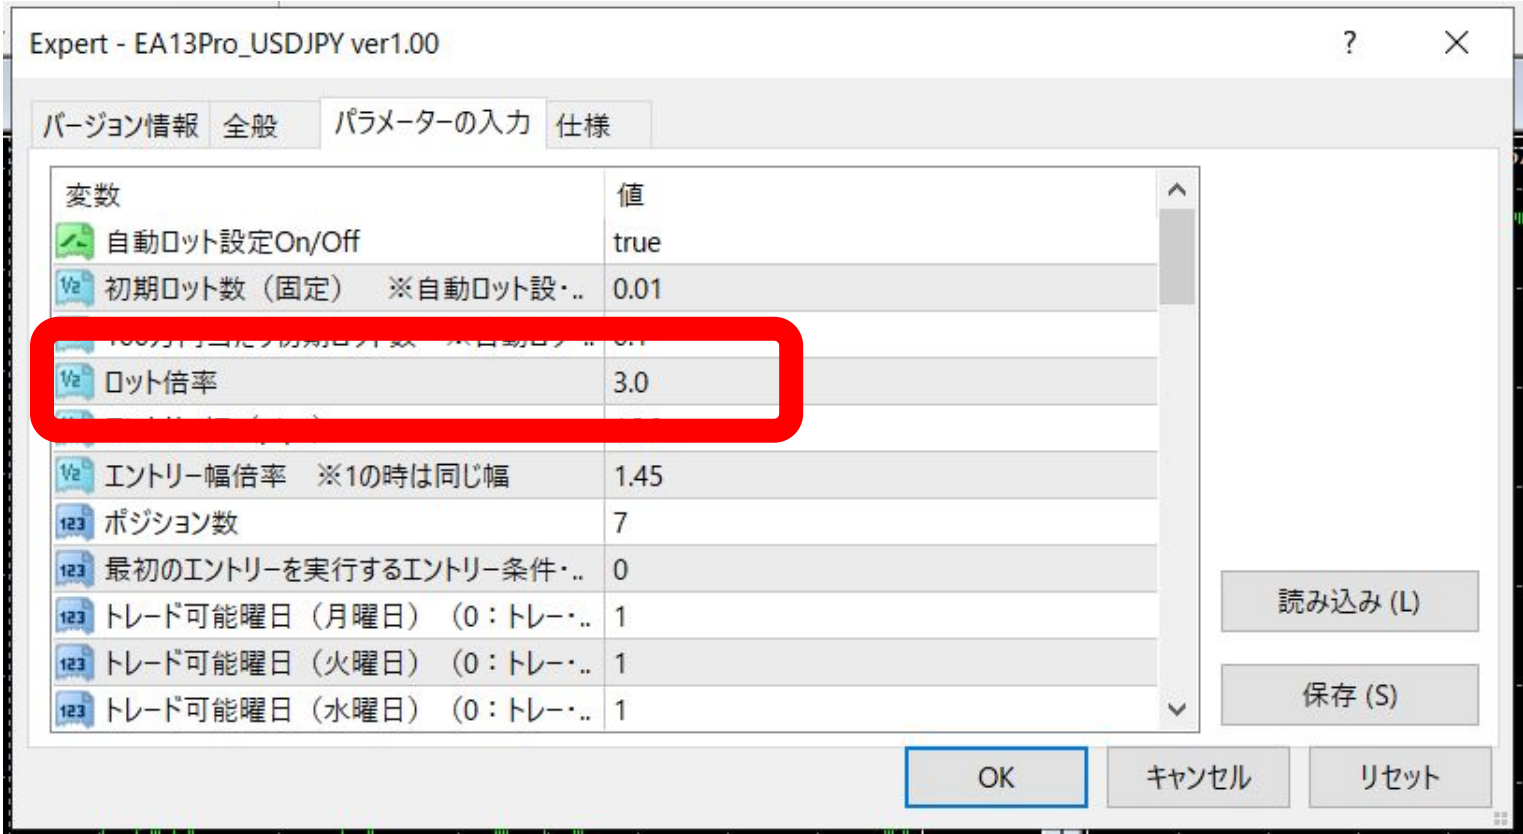 Expert - EA13Pro_USDJPY ver1.00
バージョン情報 全般 パラメーターの入力 仕様
変数 値
自動ロット設定On/Off true
初期ロット数（固定）　※自動ロット設・.. 0.01
ロット倍率 3.0
エントリー幅倍率　※1の時は同じ幅 1.45
ポジション数 7
最初のエントリーを実行するエントリー条件・.. 0
トレード可能曜日（月曜日）（0：トレー・.. 1
トレード可能曜日（火曜日）（0：トレー・.. 1
トレード可能曜日（水曜日）（0：トレー・.. 1
読み込み (L)
保存 (S)
OK キャンセル リセット